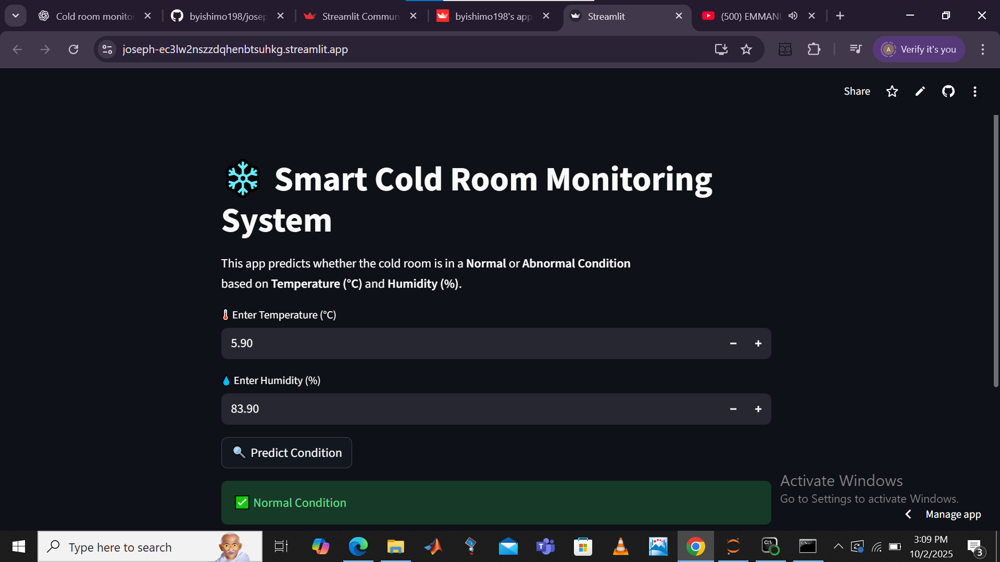 Cold room monito
byishimo198/josep
Streamlit Commun
byishimo198's app
Streamlit
(500) EMMANU
joseph-ec3lw2nszzdqhenbtsuhkg.streamlit.app
A
Verify it's you
Share
Smart Cold Room Monitoring
System
This app predicts whether the cold room is in a Normal or Abnormal Condition
based on Temperature (°C) and Humidity (%).
Enter Temperature (°C)
5.90
Enter Humidity (%)
83.90
Predict Condition
Normal Condition
Activate Windows
Go to Settings to activate Windows.
Manage app
Type here to search
3:09 PM
10/2/2025
3